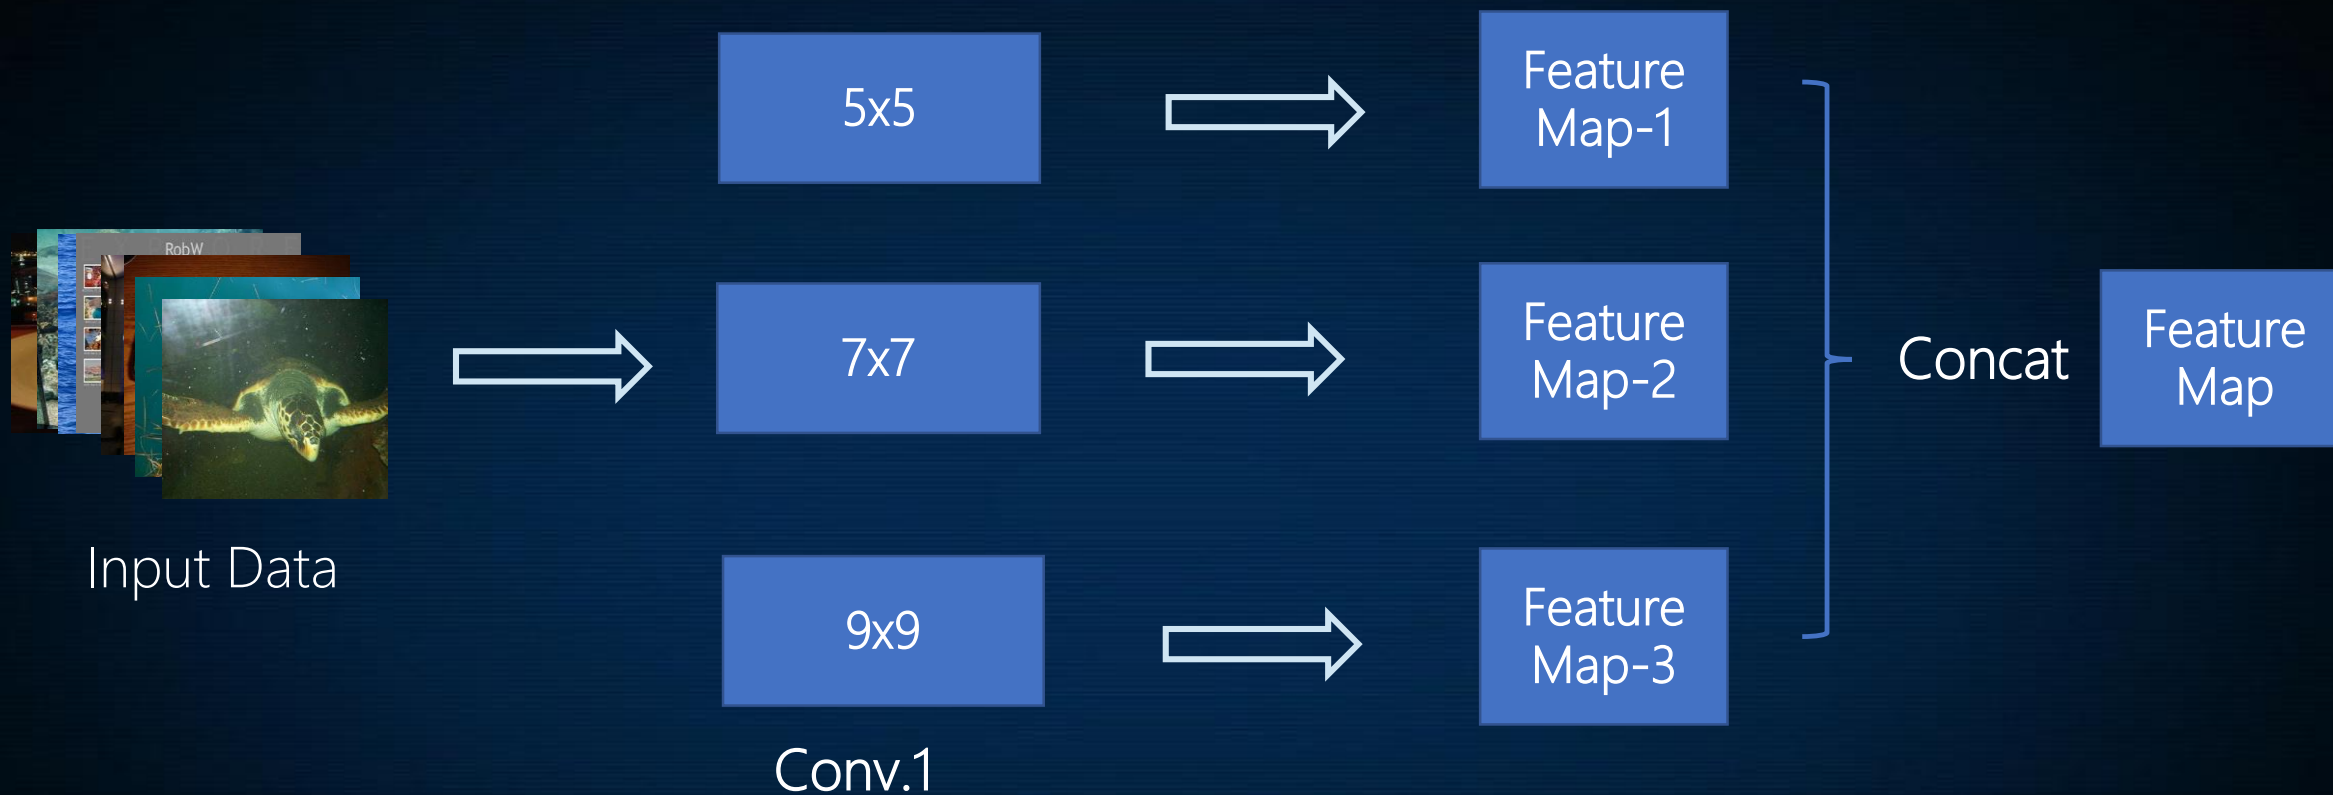 5x5
Feature
Map-1
RobW
7x7
Feature
Map-2
Concat
Feature
Map
Input Data
9x9
Feature
Map-3
Conv.1